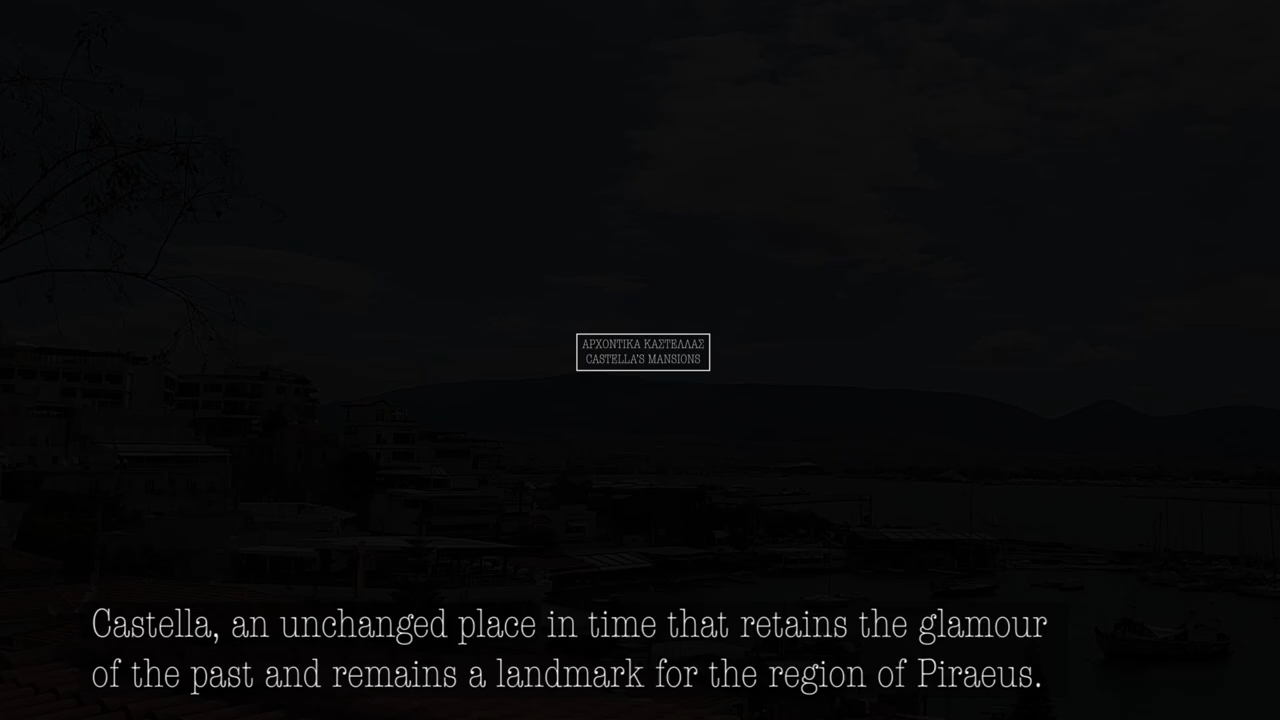 ΑΡΧΟΝΤΙΚΑ ΚΑΣΤΕΛΛΑΣ
CASTELLA'S MANSIONS
Castella, an unchanged place in time that retains the glamour
of the past and remains a landmark for the region of Piraeus.